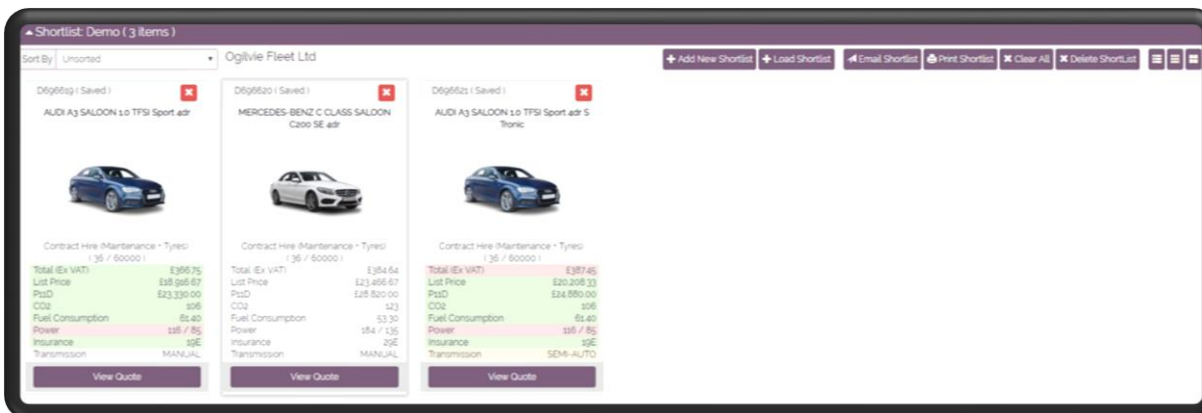 Shortlist: Demo ( 3 items )
Sort By Unsorted Ogilvie Fleet Ltd Add New Shortlist Load Shortlist Email Shortlist Print Shortlist Clear All Delete ShortList
D696619 ( Saved )
AUDI A3 SALOON 1.0 TFSI Sport 4dr
Contract Hire (Maintenance + Tyres)
( 36 / 60000 )
Total (Ex VAT) £366.75
List Price £18,916.67
P11D £23,330.00
CO2 106
Fuel Consumption 61.40
Power 116 / 85
Insurance 19E
Transmission MANUAL
View Quote
D696620 ( Saved )
MERCEDES-BENZ C CLASS SALOON
C200 SE 4dr
Contract Hire (Maintenance + Tyres)
( 36 / 60000 )
Total (Ex VAT) £384.64
List Price £23,466.67
P11D £28,820.00
CO2 123
Fuel Consumption 53.30
Power 184 / 135
Insurance 29E
Transmission MANUAL
View Quote
D696621 ( Saved )
AUDI A3 SALOON 1.0 TFSI Sport 4dr S
Tronic
Contract Hire (Maintenance + Tyres)
( 36 / 60000 )
Total (Ex VAT) £387.45
List Price £20,208.33
P11D £24,880.00
CO2 106
Fuel Consumption 61.40
Power 116 / 85
Insurance 19E
Transmission SEMI-AUTO
View Quote